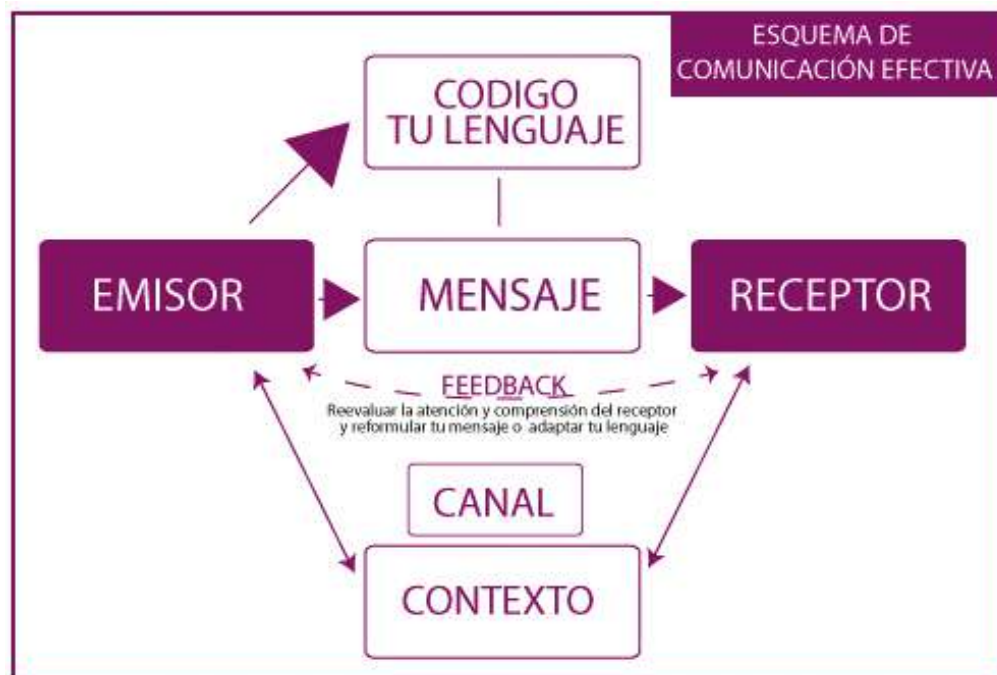 ESQUEMA DE
COMUNICACIÓN EFECTIVA
CODIGO
TU LENGUAJE
EMISOR
MENSAJE
RECEPTOR
FEEDBACK
Reevaluar la atención y comprensión del receptor
y reformular tu mensaje o adaptar tu lenguaje
CANAL
CONTEXTO